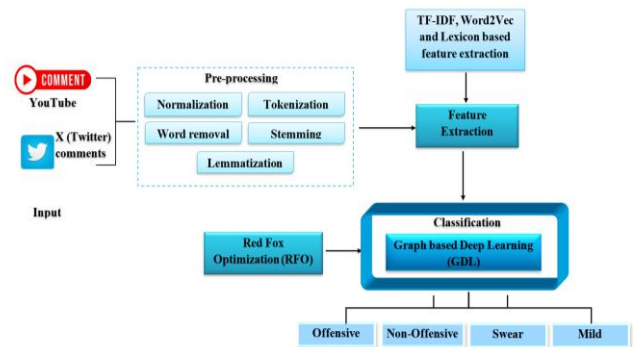 TF-IDF, Word2Vec
and Lexicon based
feature extraction
COMMENT
YouTube
X (Twitter)
comments
Input
Pre-processing
Normalization
Tokenization
Word removal
Stemming
Lemmatization
Feature
Extraction
Classification
Graph based Deep Learning
(GDL)
Red Fox
Optimization (RFO)
Offensive
Non-Offensive
Swear
Mild